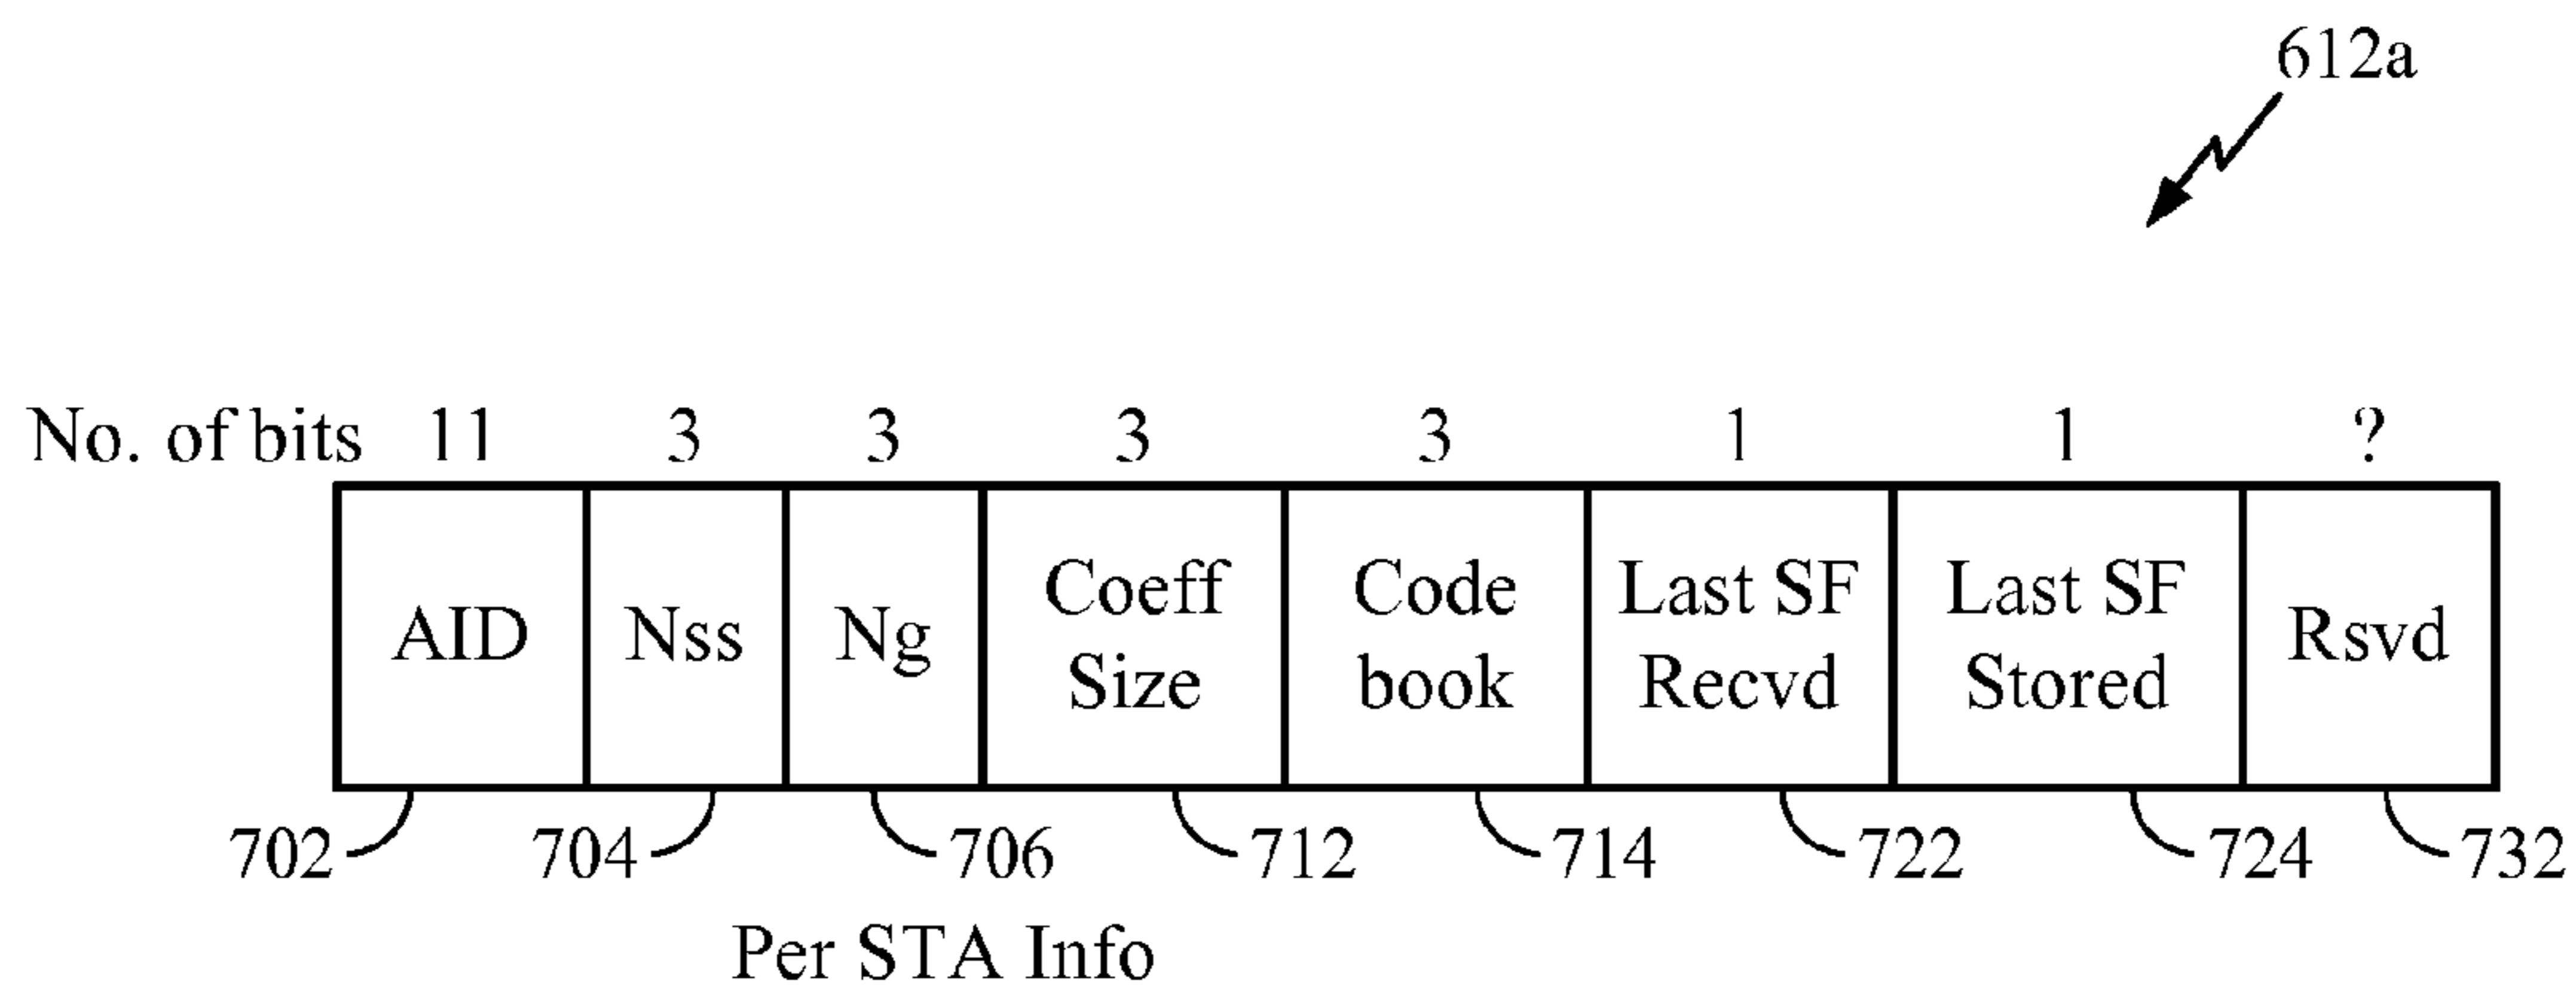 612a
No. of bits 11 3 3 3 3 1 1 ?
AID Nss Ng Coeff Size Code book Last SF Recvd Last SF Stored Rsvd
702 704 706 712 714 722 724 732
Per STA Info